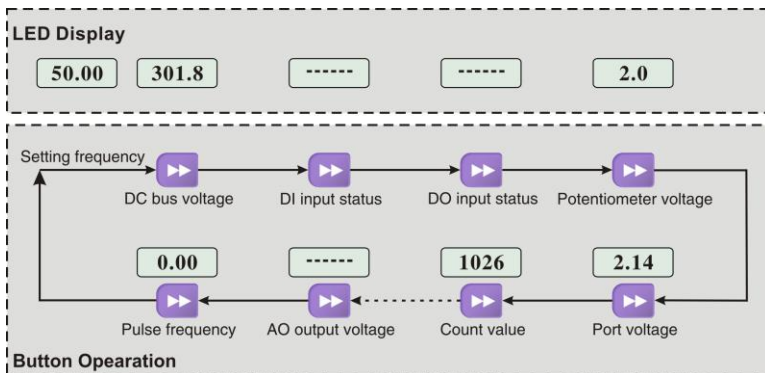 LED Display
50.00 301.8 ------ ------ 2.0
Setting frequency
DC bus voltage DI input status DO input status Potentiometer voltage
0.00 ------ 1026 2.14
Pulse frequency AO output voltage Count value Port voltage
Button Opearation